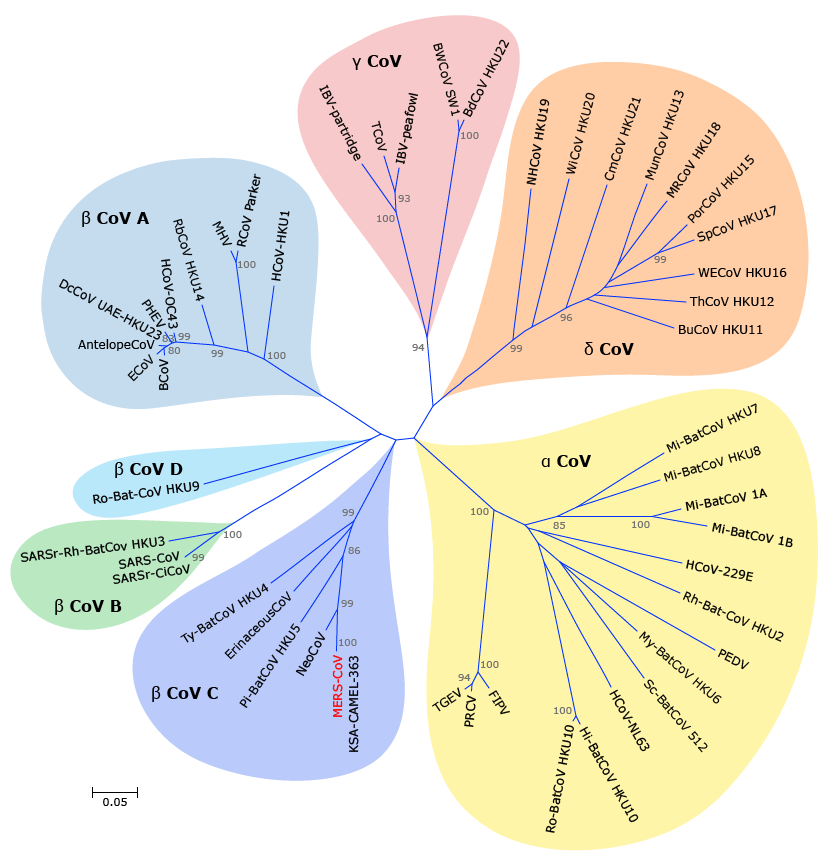 γ CoV
IBV-partridge
TCoV
IBV-peafowl
BWCoV SW1
BdCoV HKU22
100
93
100
94
NHCoV HKU19
WiCoV HKU20
CmCoV HKU21
MunCoV HKU13
MRCoV HKU18
PorCoV HKU15
SpCoV HKU17
WECoV HKU16
ThCoV HKU12
BuCoV HKU11
99
96
99
δ CoV
β CoV A
DcCoV UAE-HKU23
PHEV
HCoV-OC43
RbCoV HKU14
MHV
RCoV Parker
HCoV-HKU1
AntelopeCoV
ECoV
BCoV
83
99
80
99
100
100
β CoV D
Ro-Bat-CoV HKU9
SARSr-Rh-BatCov HKU3
SARS-CoV
SARSr-CiCoV
100
99
β CoV B
99
86
99
100
Ty-BatCoV HKU4
ErinaceousCoV
Pi-BatCoV HKU5
NeoCoV
MERS-CoV
KSA-CAMEL-363
β CoV C
α CoV
Mi-BatCoV HKU7
Mi-BatCoV HKU8
Mi-BatCoV 1A
Mi-BatCoV 1B
HCoV-229E
Rh-Bat-CoV HKU2
PEDV
My-BatCoV HKU6
Sc-BatCoV 512
HCoV-NL63
Hi-BatCoV HKU10
Ro-BatCoV HKU10
FIPV
PRCV
TGEV
100
85
100
100
94
100
0.05